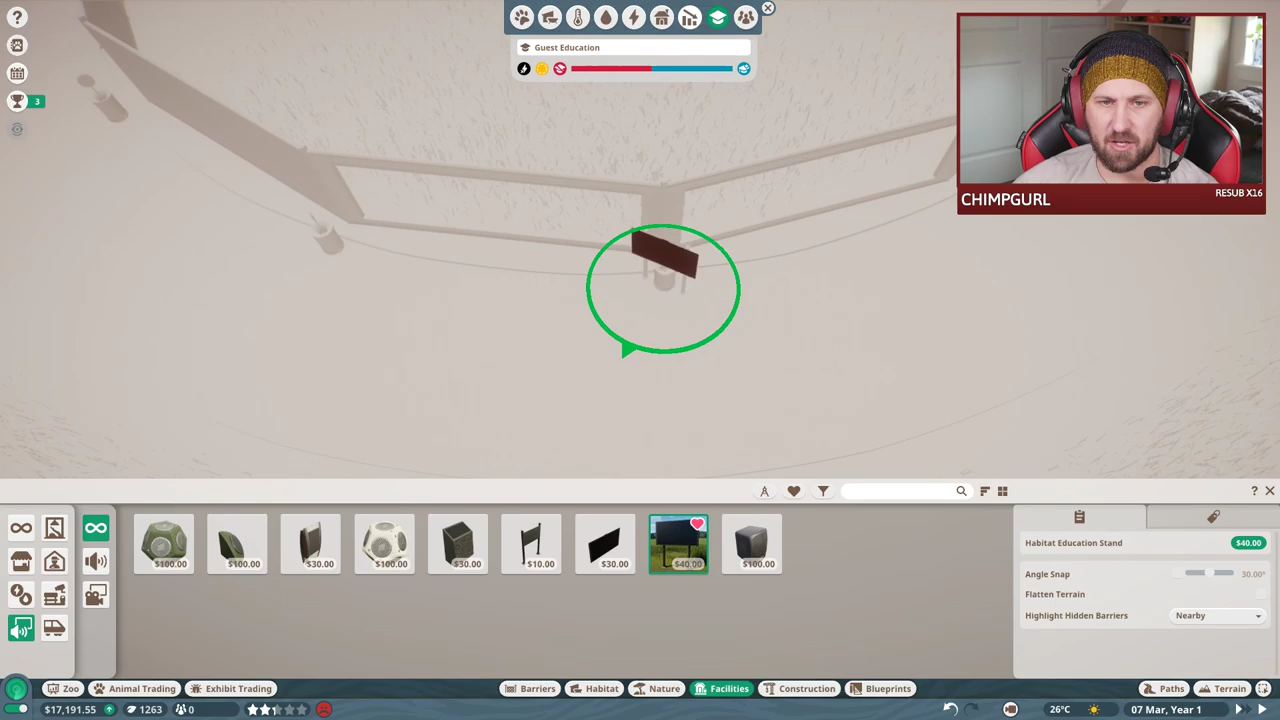 ?
Guest Education
3
CHIMPGURL
RESUB X16
? ×
$100.00
$100.00
$30.00
$100.00
$30.00
$10.00
$30.00
$40.00
$100.00
Habitat Education Stand
$40.00
Angle Snap
30.00°
Flatten Terrain
Highlight Hidden Barriers
Nearby
Zoo
Animal Trading
Exhibit Trading
Barriers
Habitat
Nature
Facilities
Construction
Blueprints
Paths
Terrain
$17,191.55
1263
0
26°C
07 Mar, Year 1